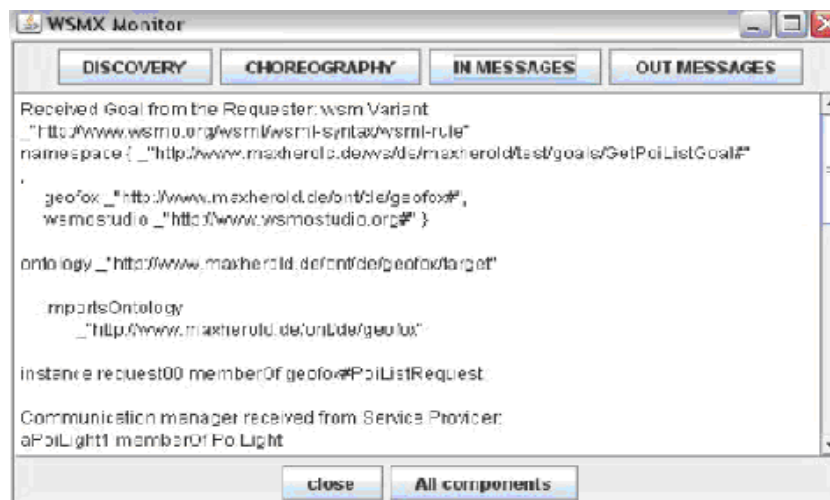 WSMX Monitor
DISCOVERY CHOREOGRAPHY IN MESSAGES OUT MESSAGES
Received Goal from the Requester: wsm Variant
_"http://www.wsmo.org/wsml/wsml-syntax/wsml-rule"
namespace { _"http://www.maxherold.de/ws/de/maxherold/test/goals/GetPoiListGoal#"
,
geofox _"http://www.maxherold.de/ont/de/geofox#",
wsmostudio _"http://www.wsmostudio.org#" }
ontology _"http://www.maxherold.de/ont/de/geofox/target"
importsOntology
_"http://www.maxherold.de/ont/de/geofox"
instance request00 memberOf geofox#PoiListRequest
Communication manager received from Service Provider:
aPoiLight1 memberOf PoiLight
close All components